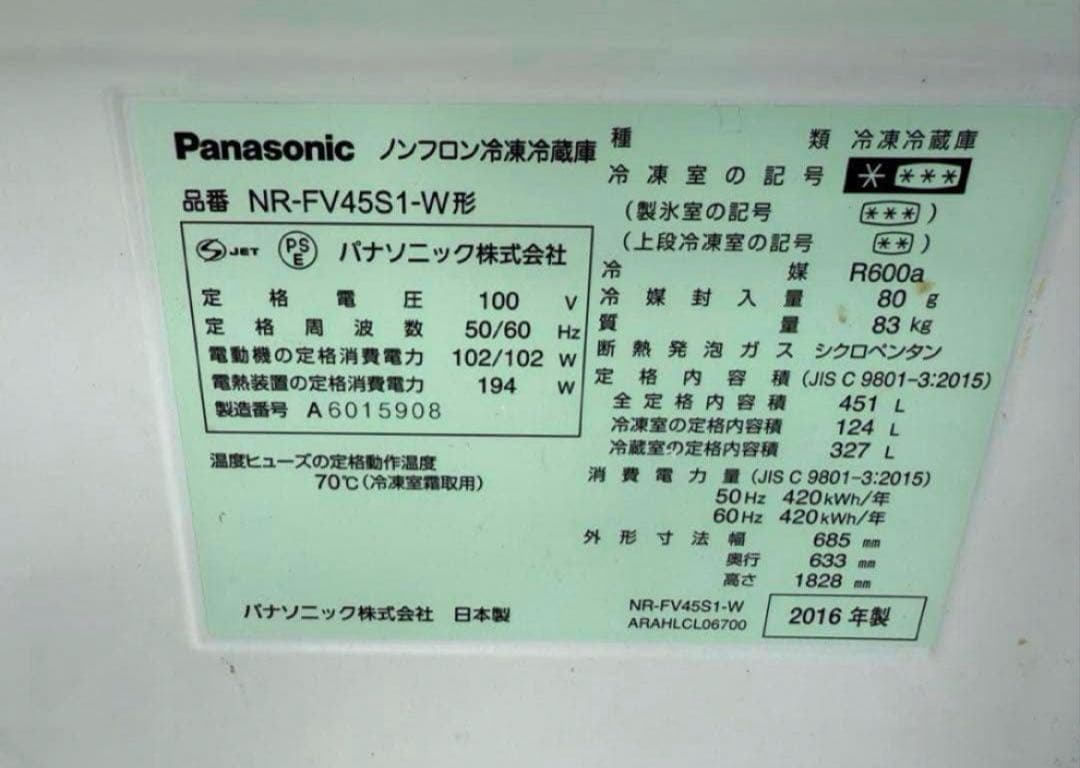 Panasonic ノンフロン冷凍冷蔵庫
品番 NR-FV45S1-W形
S JET PSE パナソニック株式会社
定格電圧 100 V
定格周波数 50/60 Hz
電動機の定格消費電力 102/102 W
電熱装置の定格消費電力 194 W
製造番号 A6015908
温度ヒューズの定格動作温度
70℃(冷凍室霜取用)
パナソニック株式会社 日本製
種類 冷凍冷蔵庫
冷凍室の記号 * ***
(製氷室の記号 ***)
(上段冷凍室の記号 **)
冷媒 R600a
冷媒封入量 80 g
質量 83 kg
断熱発泡ガス シクロペンタン
定格内容積 (JIS C 9801-3:2015)
全定格内容積 451 L
冷凍室の定格内容積 124 L
冷蔵室の定格内容積 327 L
消費電力量 (JIS C 9801-3:2015)
50Hz 420kWh/年
60Hz 420kWh/年
外形寸法 幅 685 mm
奥行 633 mm
高さ 1828 mm
NR-FV45S1-W
ARAHLCL06700
2016年製